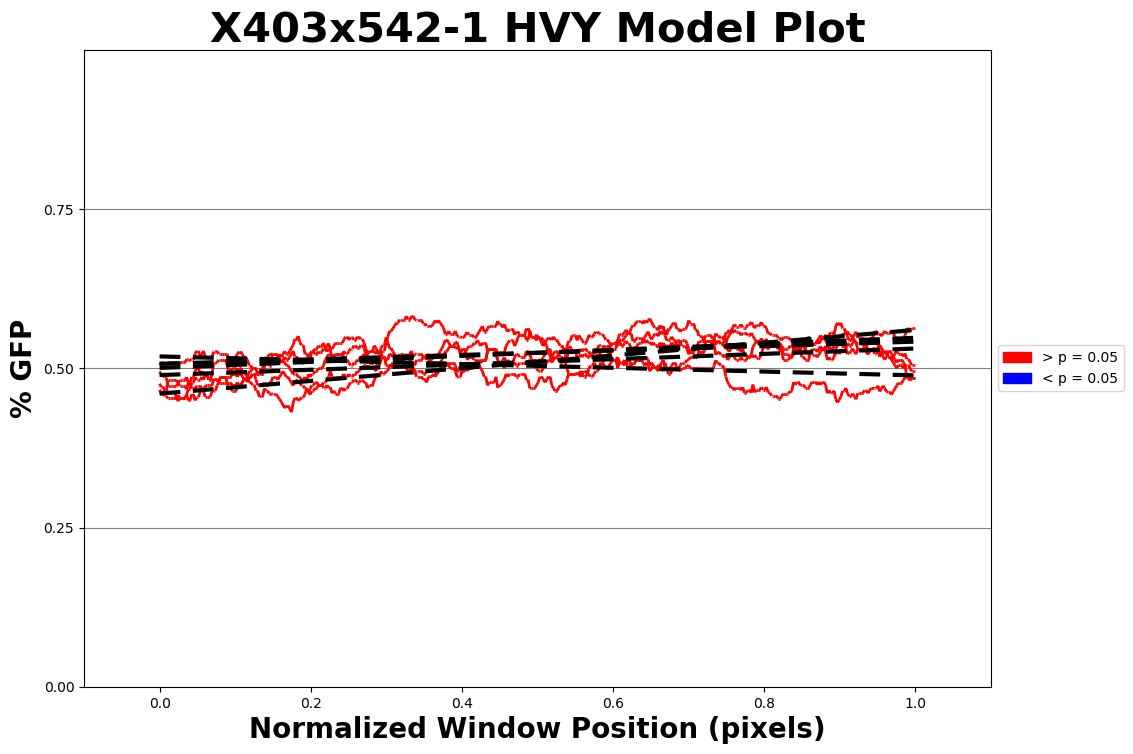 X403x542-1 HVY Model Plot
% GFP
0.75
0.50
0.25
0.00
0.0 0.2 0.4 0.6 0.8 1.0
Normalized Window Position (pixels)
> p = 0.05
< p = 0.05